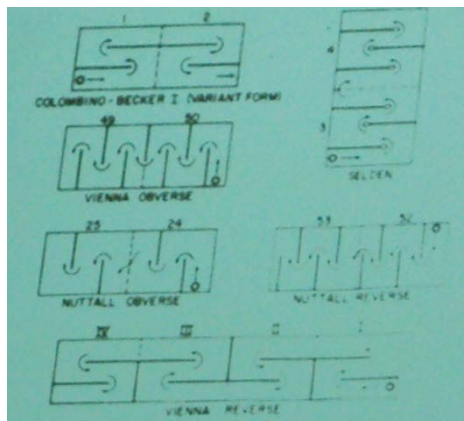 1 2
COLOMBINO-BECKER I (VARIANT FORM)
4
3
SELDEN
49 50
VIENNA OBVERSE
25 24
NUTTALL OBVERSE
53 52
NUTTALL REVERSE
IV III II I
VIENNA REVERSE